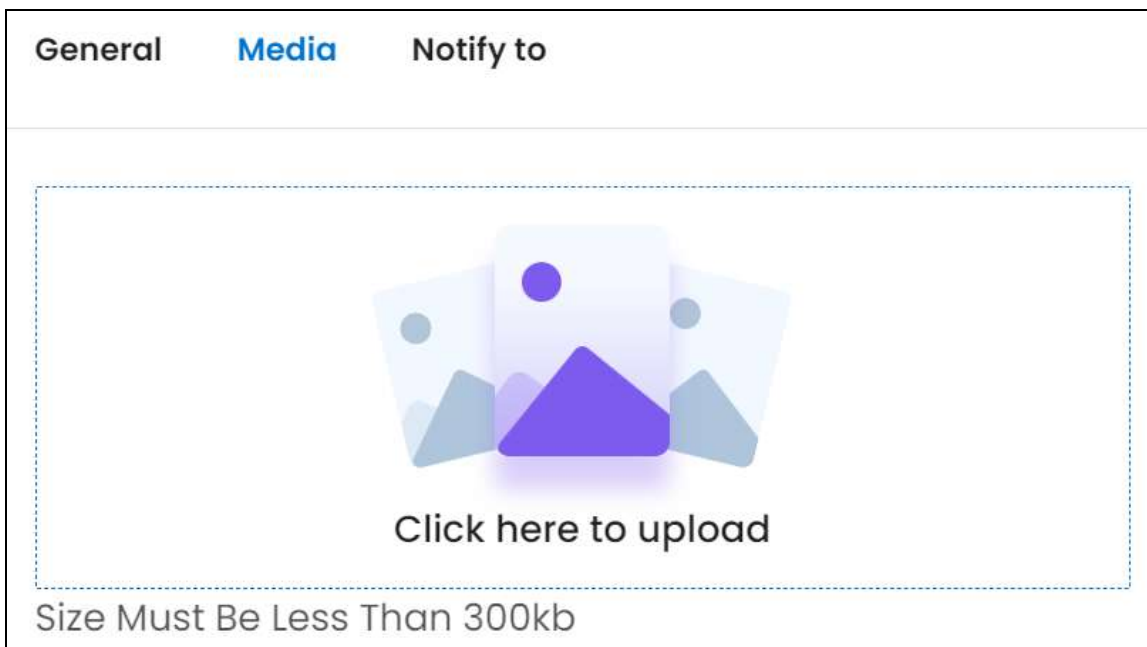 General Media Notify to
Click here to upload
Size Must Be Less Than 300kb